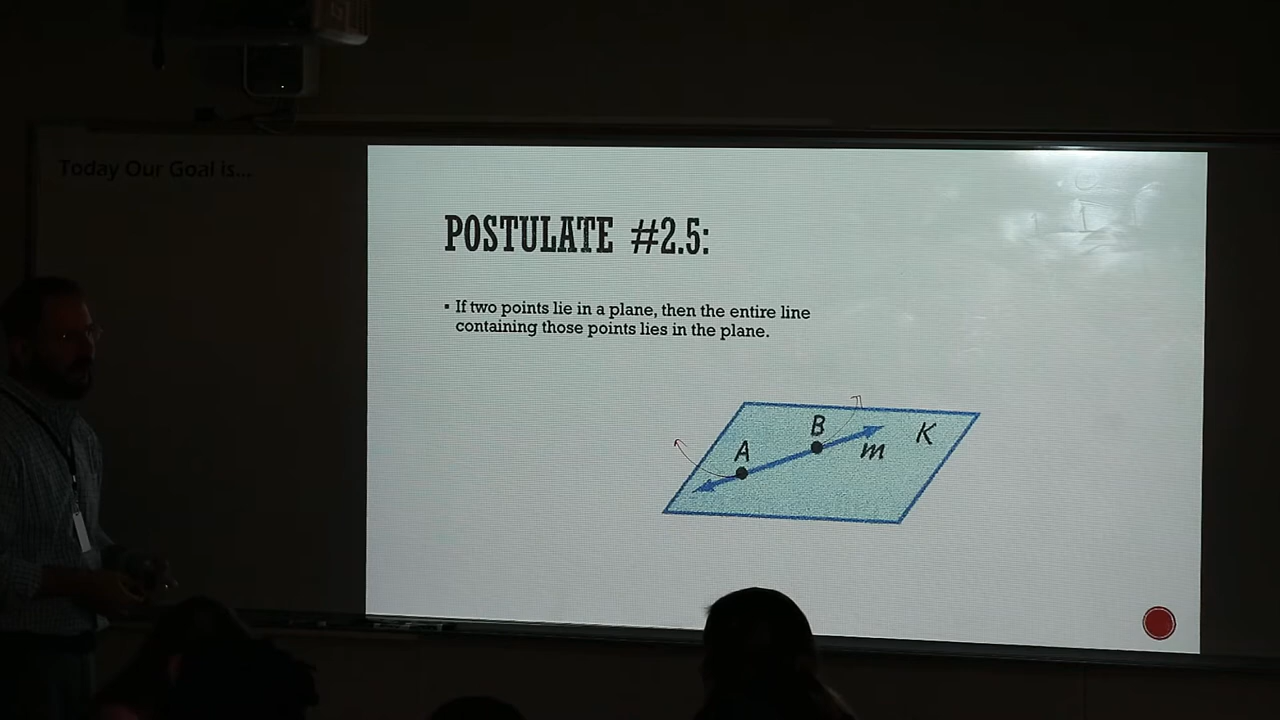 Today Our Goal is...
POSTULATE #2.5:
▪ If two points lie in a plane, then the entire line
containing those points lies in the plane.
B
K
A
m